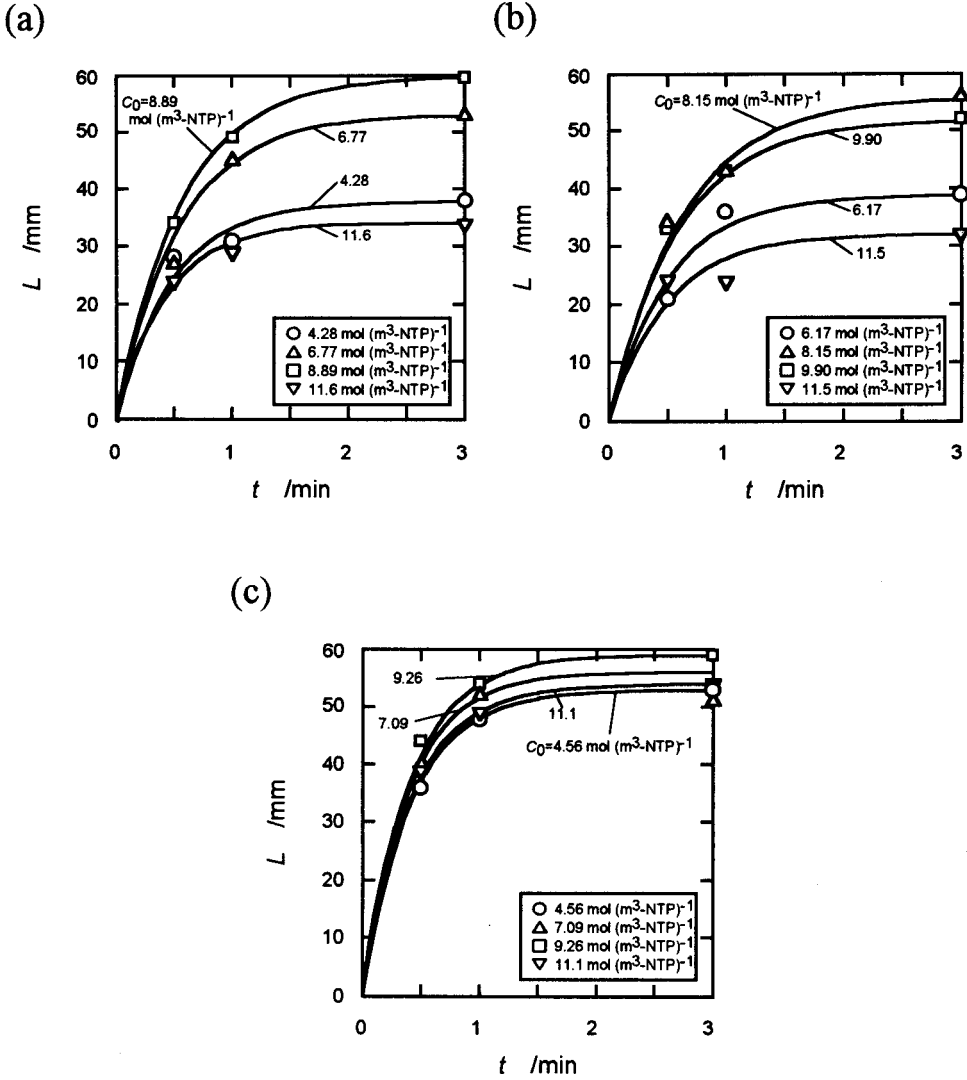 (a)
60
50
40
30
20
10
0
L /mm
C0=8.89
mol (m3-NTP)-1
6.77
4.28
11.6
4.28 mol (m3-NTP)-1
6.77 mol (m3-NTP)-1
8.89 mol (m3-NTP)-1
11.6 mol (m3-NTP)-1
0 1 2 3
t /min
(b)
60
50
40
30
20
10
0
L /mm
C0=8.15 mol (m3-NTP)-1
9.90
6.17
11.5
6.17 mol (m3-NTP)-1
8.15 mol (m3-NTP)-1
9.90 mol (m3-NTP)-1
11.5 mol (m3-NTP)-1
0 1 2 3
t /min
(c)
60
50
40
30
20
10
0
L /mm
9.26
7.09
11.1
C0=4.56 mol (m3-NTP)-1
4.56 mol (m3-NTP)-1
7.09 mol (m3-NTP)-1
9.26 mol (m3-NTP)-1
11.1 mol (m3-NTP)-1
0 1 2 3
t /min